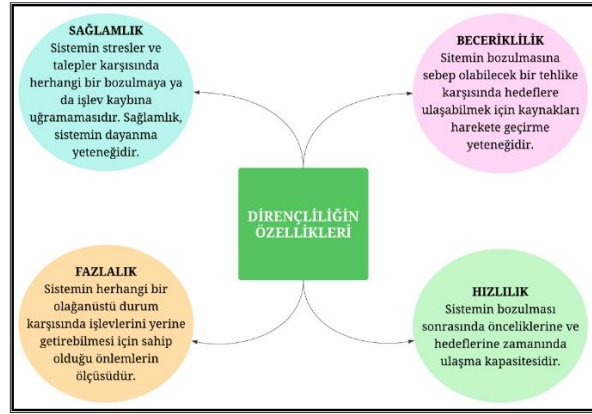 SAĞLAMLIK
Sistemin stresler ve
talepler karşısında
herhangi bir bozulmaya ya
da işlev kaybına
uğramamasıdır. Sağlamlık,
sistemin dayanma
yeteneğidir.
BECERİKLİLİK
Sitemin bozulmasına
sebep olabilecek bir tehlike
karşısında hedeflere
ulaşabilmek için kaynakları
harekete geçirme
yeteneğidir.
DİRENÇLİLİĞİN
ÖZELLİKLERİ
FAZLALIK
Sistemin herhangi bir
olağanüstü durum
karşısında işlevlerini yerine
getirebilmesi için sahip
olduğu önlemlerin
ölçüsüdür.
HIZLILIK
Sistemin bozulması
sonrasında önceliklerine ve
hedeflerine zamanında
ulaşma kapasitesidir.